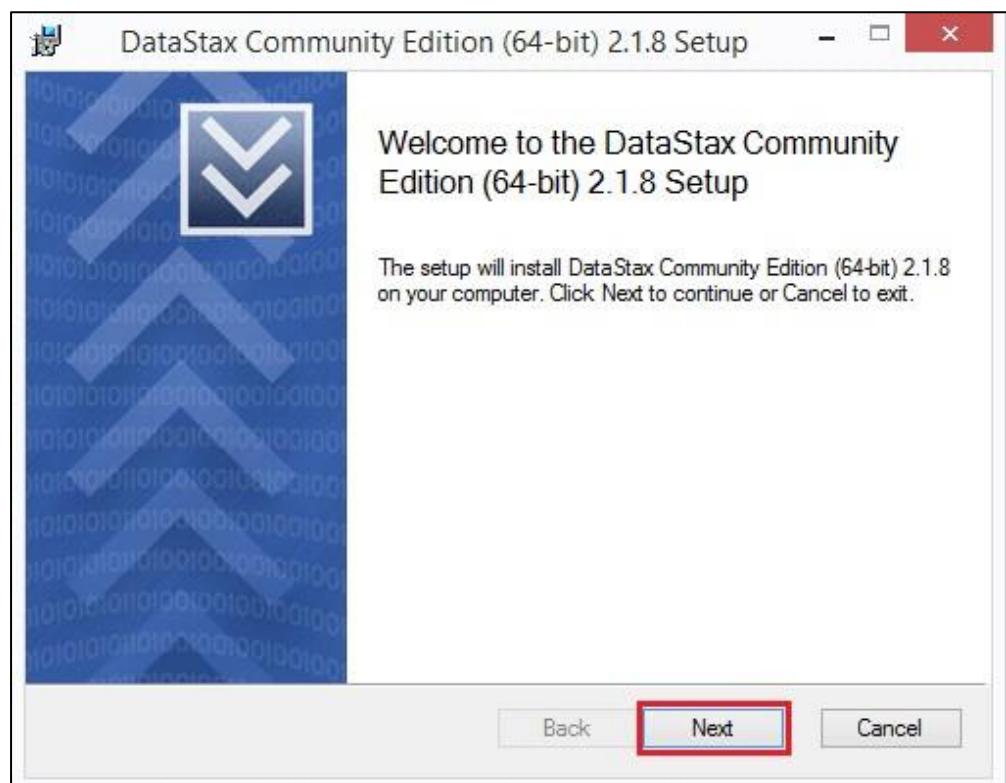 DataStax Community Edition (64-bit) 2.1.8 Setup
Welcome to the DataStax Community
Edition (64-bit) 2.1.8 Setup
The setup will install DataStax Community Edition (64-bit) 2.1.8
on your computer. Click Next to continue or Cancel to exit.
Back Next Cancel